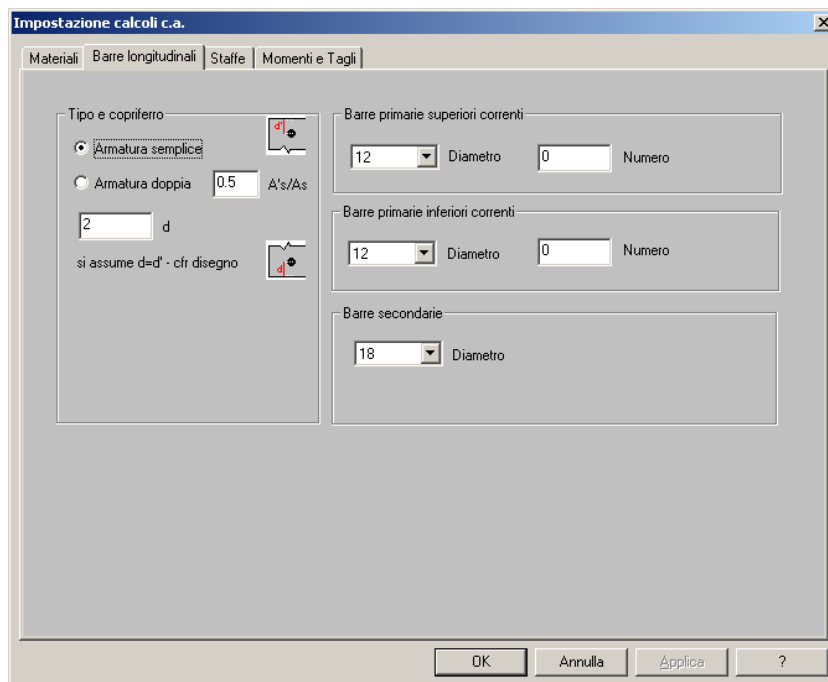 Impostazione calcoli c.a.
Materiali
Barre longitudinali
Staffe
Momenti e Tagli
Tipo e copriferro
d'
Armatura semplice
Armatura doppia
0.5
A's/As
2
d
si assume d=d' - cfr disegno
d
Barre primarie superiori correnti
12
Diametro
0
Numero
Barre primarie inferiori correnti
12
Diametro
0
Numero
Barre secondarie
18
Diametro
OK
Annulla
Applica
?